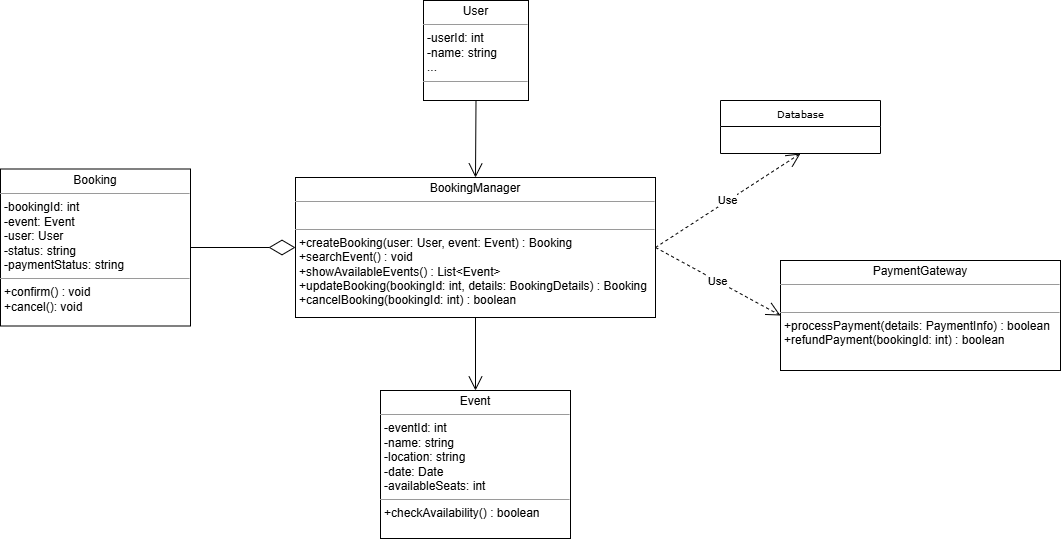 User
-userId: int
-name: string
...
Database
Use
Booking
-bookingId: int
-event: Event
-user: User
-status: string
-paymentStatus: string
+confirm() : void
+cancel(): void
BookingManager
+createBooking(user: User, event: Event) : Booking
+searchEvent() : void
+showAvailableEvents() : List<Event>
+updateBooking(bookingId: int, details: BookingDetails) : Booking
+cancelBooking(bookingId: int) : boolean
Use
PaymentGateway
+processPayment(details: PaymentInfo) : boolean
+refundPayment(bookingId: int) : boolean
Event
-eventId: int
-name: string
-location: string
-date: Date
-availableSeats: int
+checkAvailability() : boolean